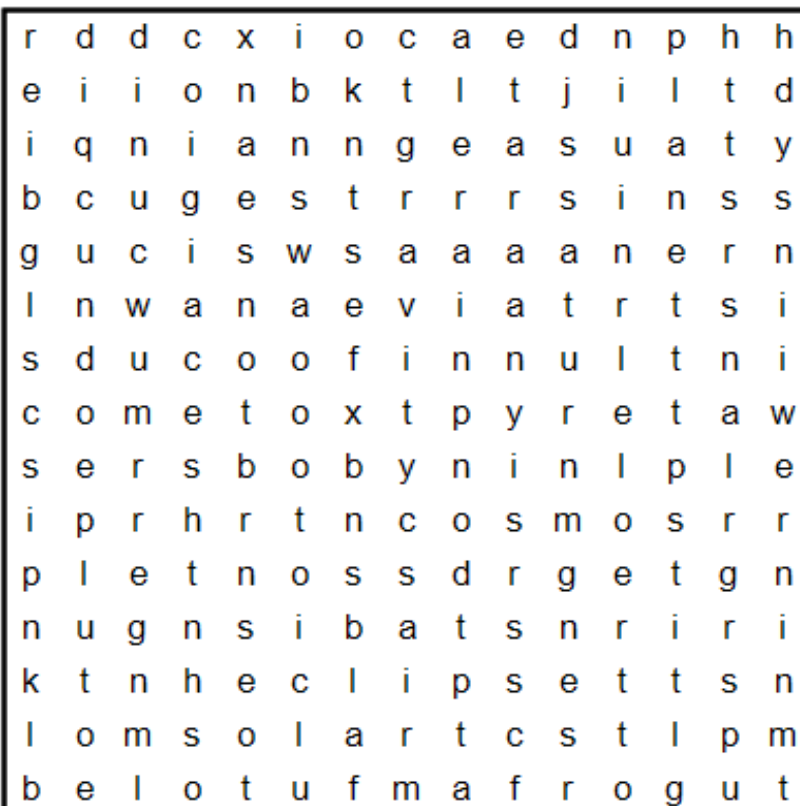 r d d c x i o c a e d n p h h
e i i o n b k t l t j i l t d
i q n i a n n g e a s u a t y
b c u g e s t r r r s i n s s
g u c i s w s a a a a n e r n
l n w a n a e v i a t r t s i
s d u c o o f i n n u l t n i
c o m e t o x t p y r e t a w
s e r s b o b y n i n l p l e
i p r h r t n c o s m o s r r
p l e t n o s s d r g e t g n
n u g n s i b a t s n r i r i
k t n h e c l i p s e t t s n
l o m s o l a r t c s t l p m
b e l o t u f m a f r o g u t